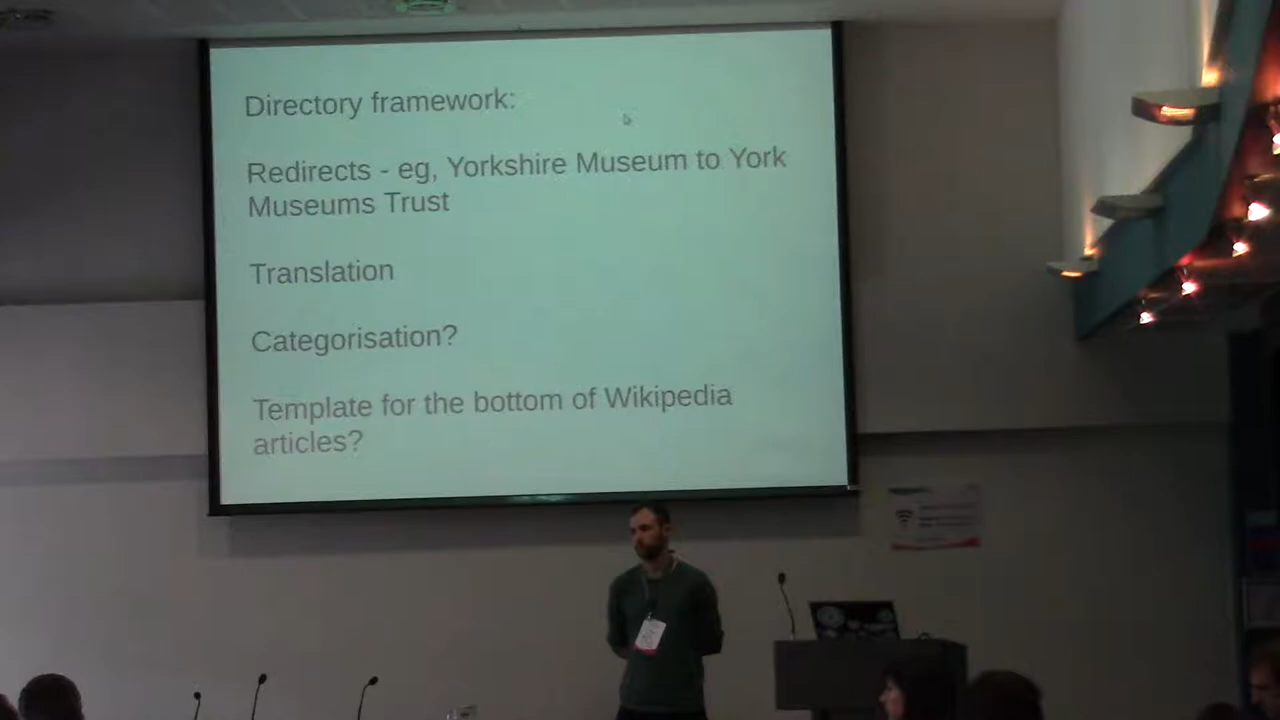 Directory framework:
Redirects - eg, Yorkshire Museum to York
Museums Trust
Translation
Categorisation?
Template for the bottom of Wikipedia
articles?